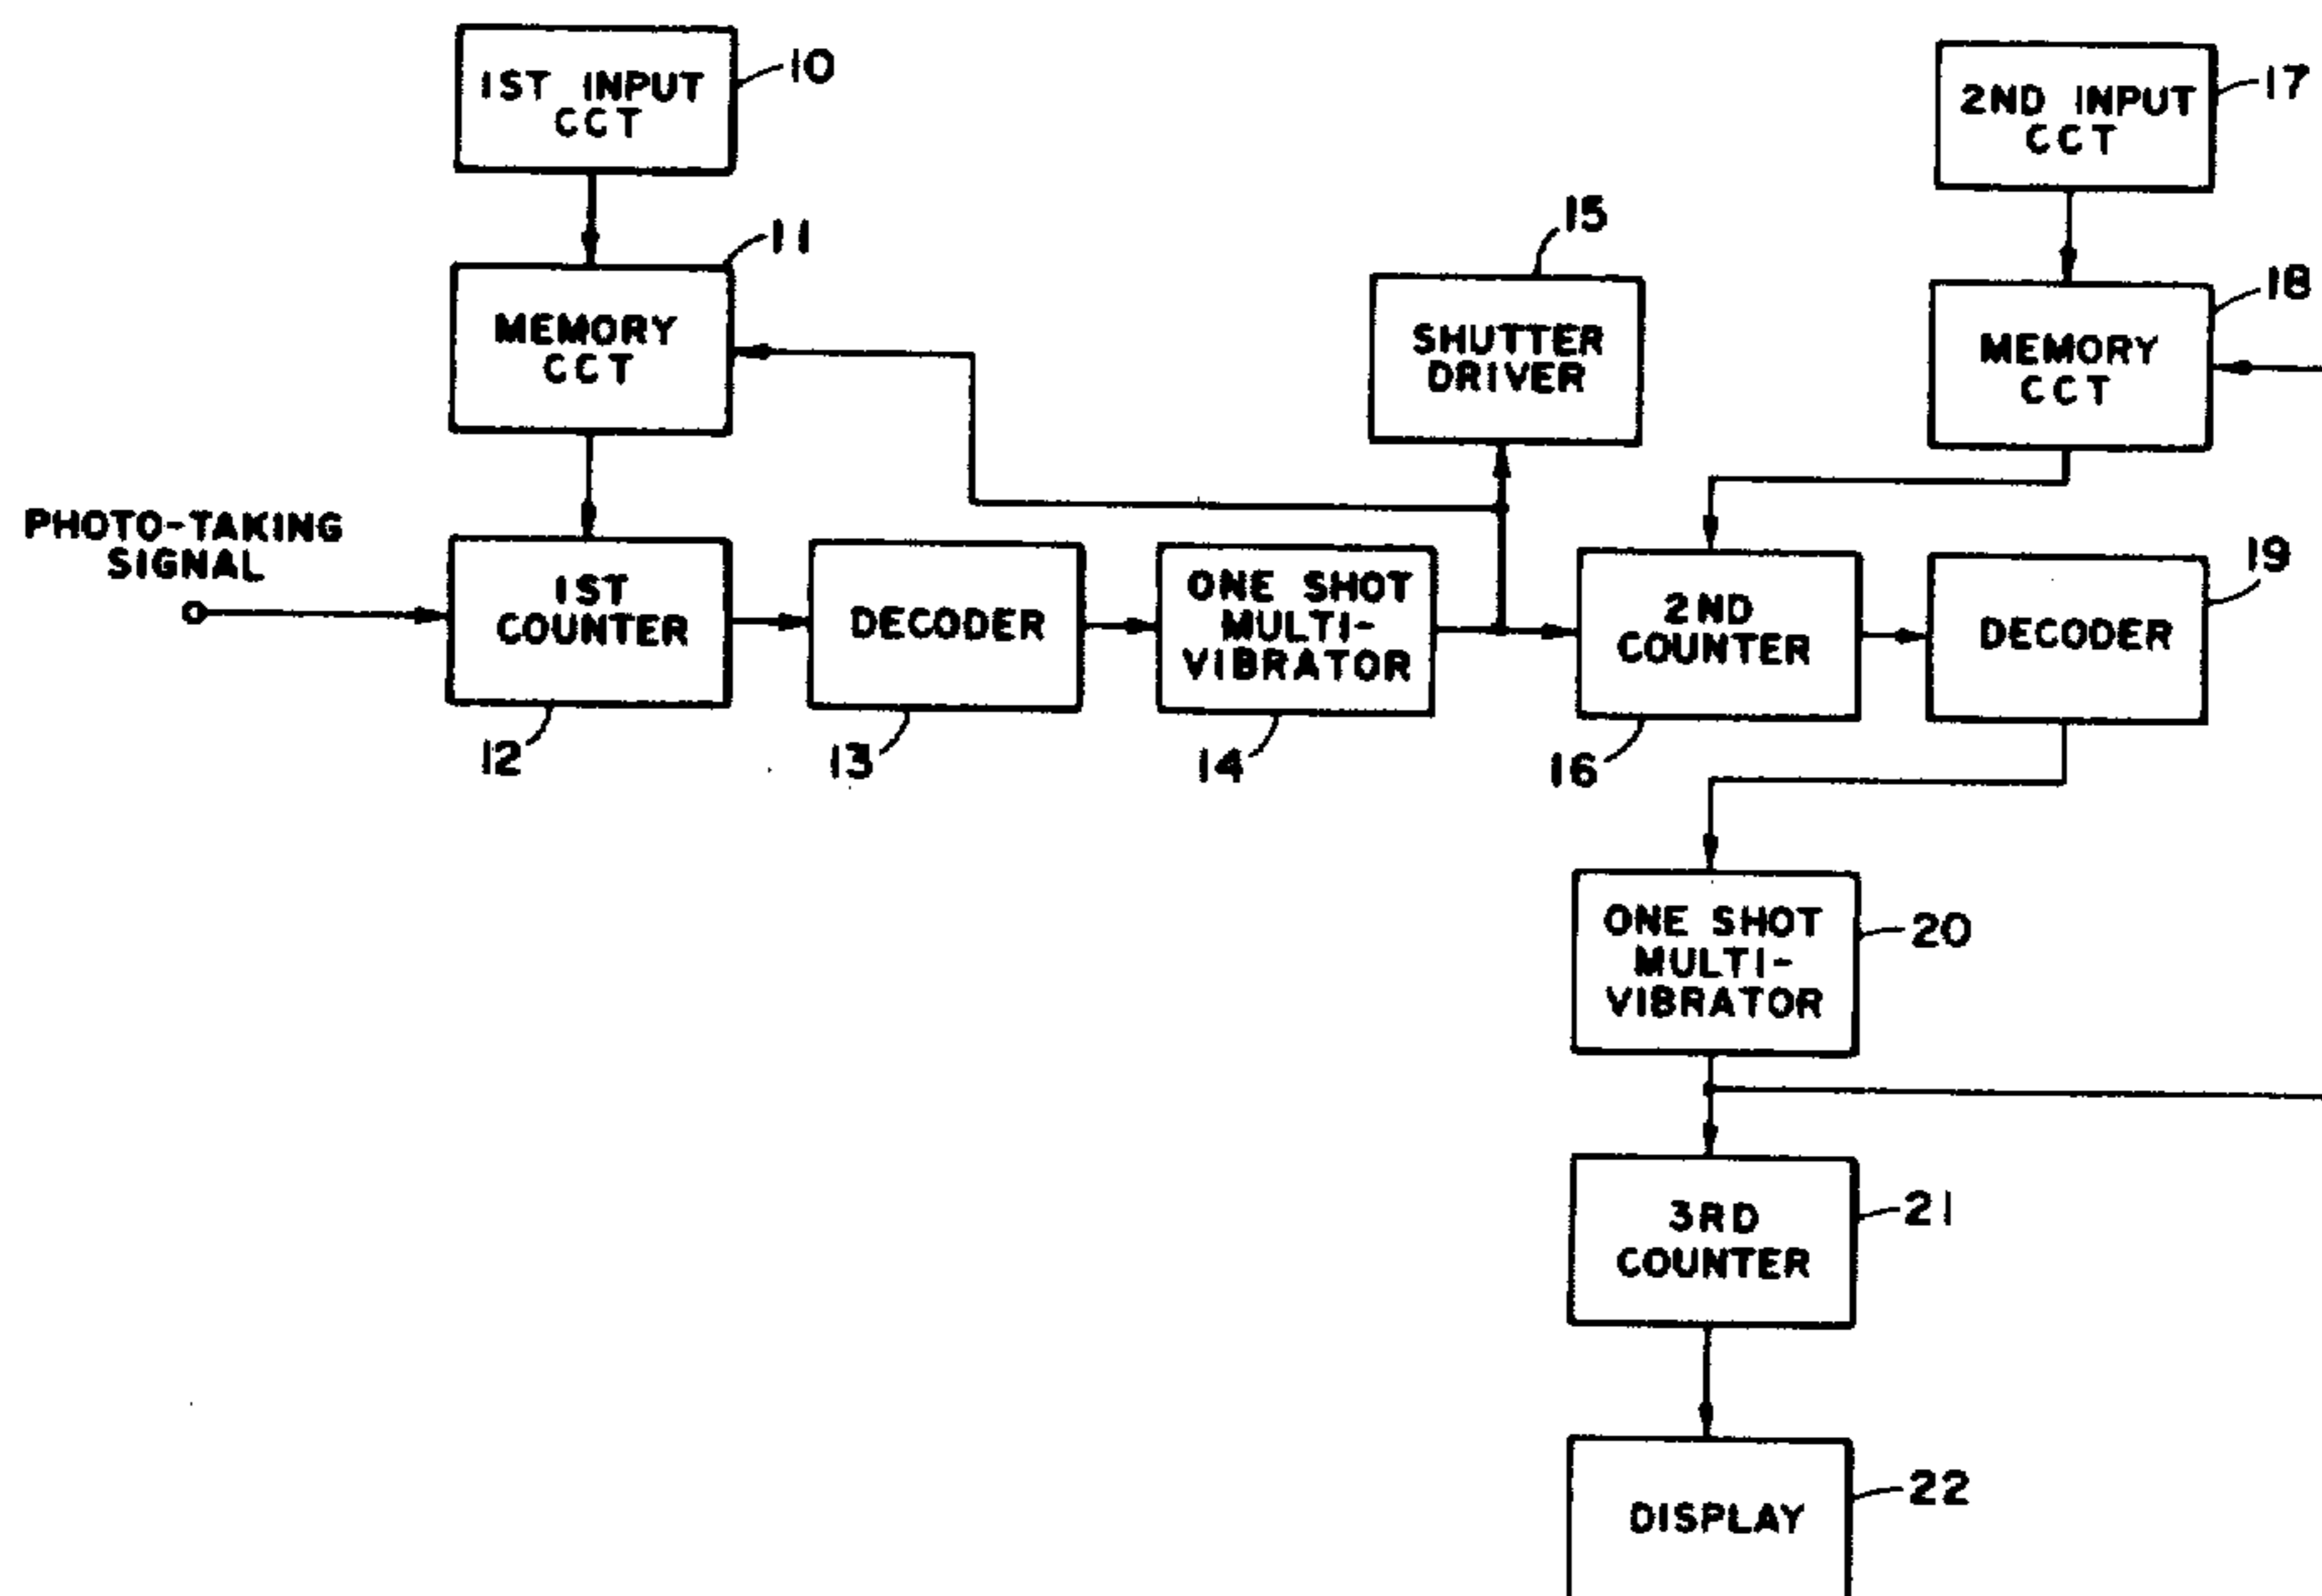 1ST INPUT
CCT
10
2ND INPUT
CCT
17
11
MEMORY
CCT
15
SHUTTER
DRIVER
18
MEMORY
CCT
PHOTO-TAKING
SIGNAL
1ST
COUNTER
12
DECODER
13
ONE SHOT
MULTI-
VIBRATOR
14
2ND
COUNTER
16
DECODER
19
ONE SHOT
MULTI-
VIBRATOR
20
3RD
COUNTER
21
DISPLAY
22